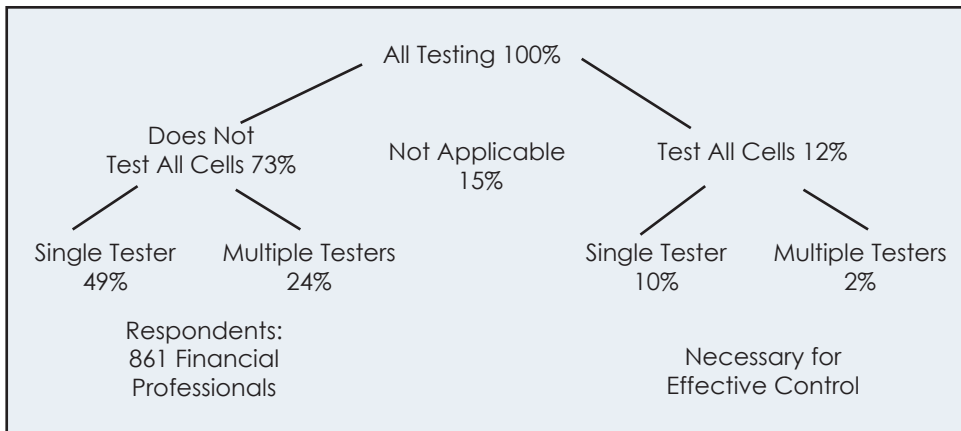 All Testing 100%
Does Not
Test All Cells 73%
Not Applicable
15%
Test All Cells 12%
Single Tester
49%
Multiple Testers
24%
Single Tester
10%
Multiple Testers
2%
Respondents:
861 Financial
Professionals
Necessary for
Effective Control